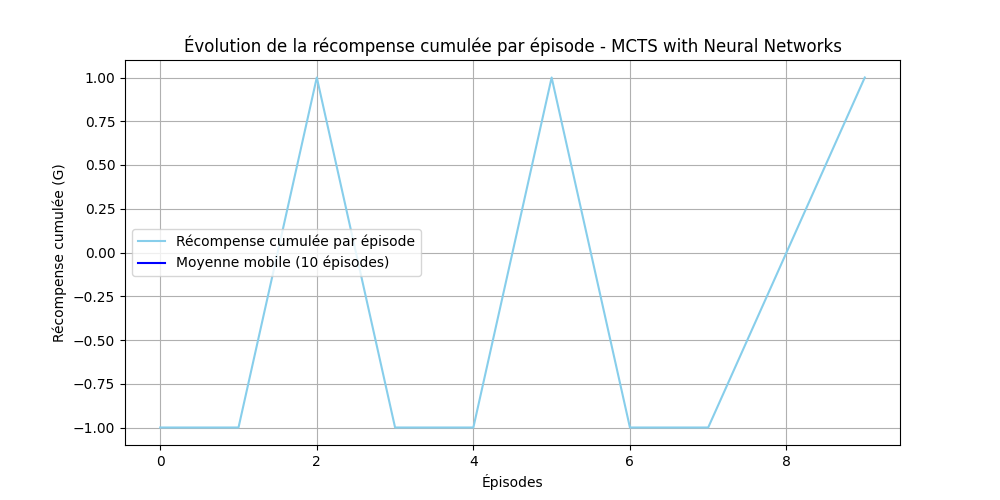 Évolution de la récompense cumulée par épisode - MCTS with Neural Networks
Récompense cumulée (G)
1.00
0.75
0.50
0.25
0.00
−0.25
−0.50
−0.75
−1.00
Récompense cumulée par épisode
Moyenne mobile (10 épisodes)
0 2 4 6 8
Épisodes